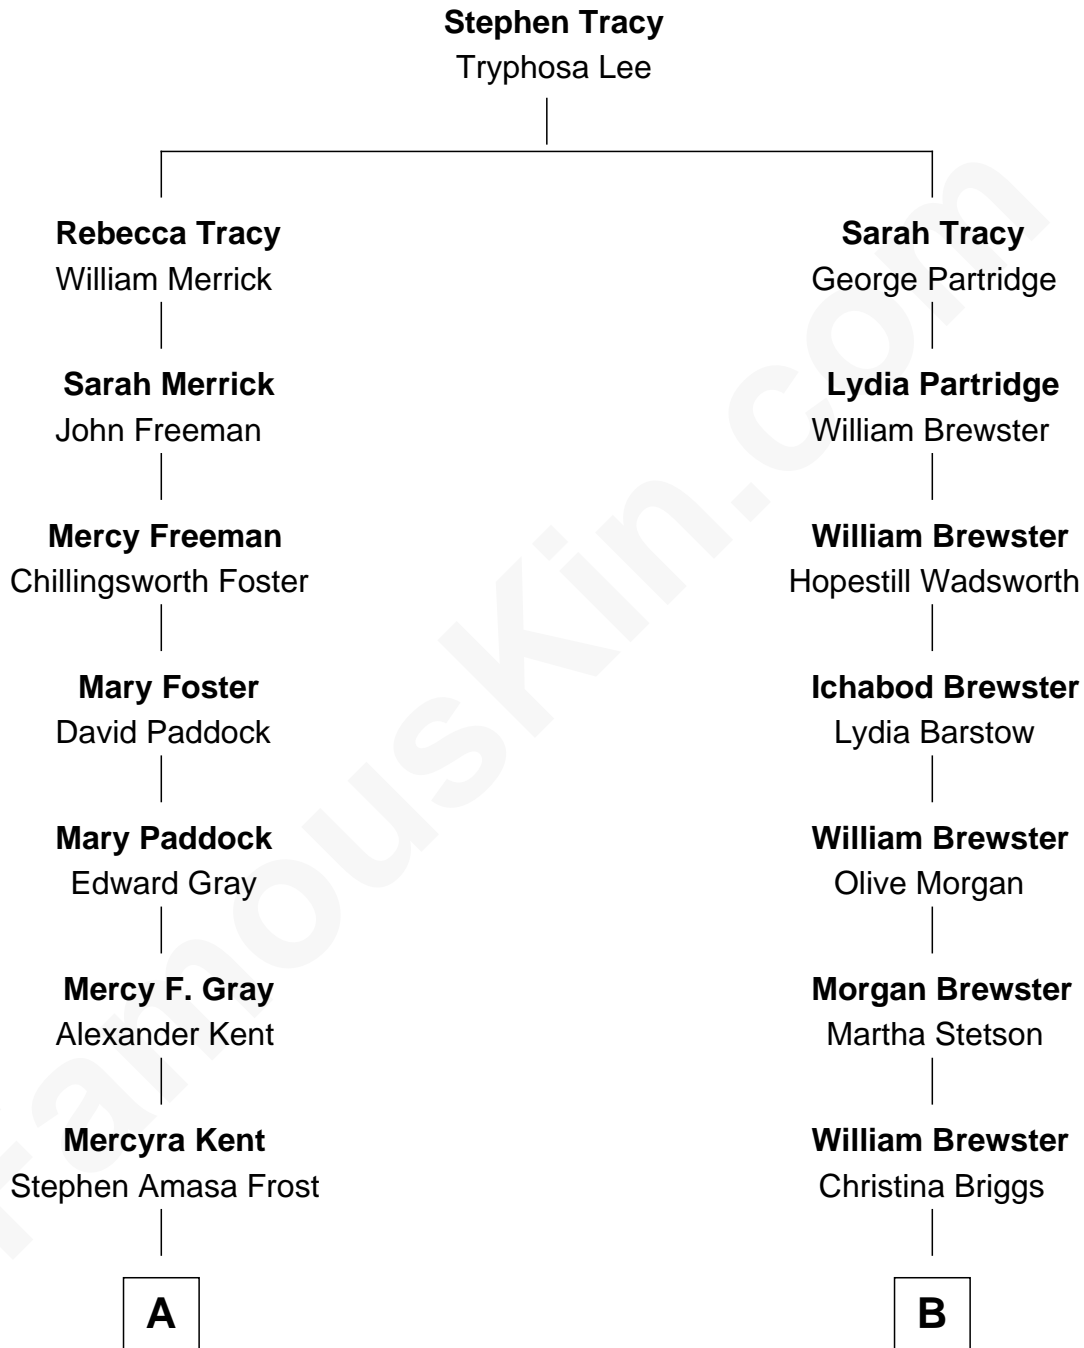 Stephen Tracy
Tryphosa Lee
Rebecca Tracy
William Merrick
Sarah Tracy
George Partridge
Sarah Merrick
John Freeman
Lydia Partridge
William Brewster
Mercy Freeman
Chillingsworth Foster
William Brewster
Hopestill Wadsworth
Mary Foster
David Paddock
Ichabod Brewster
Lydia Barstow
Mary Paddock
Edward Gray
William Brewster
Olive Morgan
Mercy F. Gray
Alexander Kent
Morgan Brewster
Martha Stetson
Mercyra Kent
Stephen Amasa Frost
William Brewster
Christina Briggs
A
B
FamousKin.com